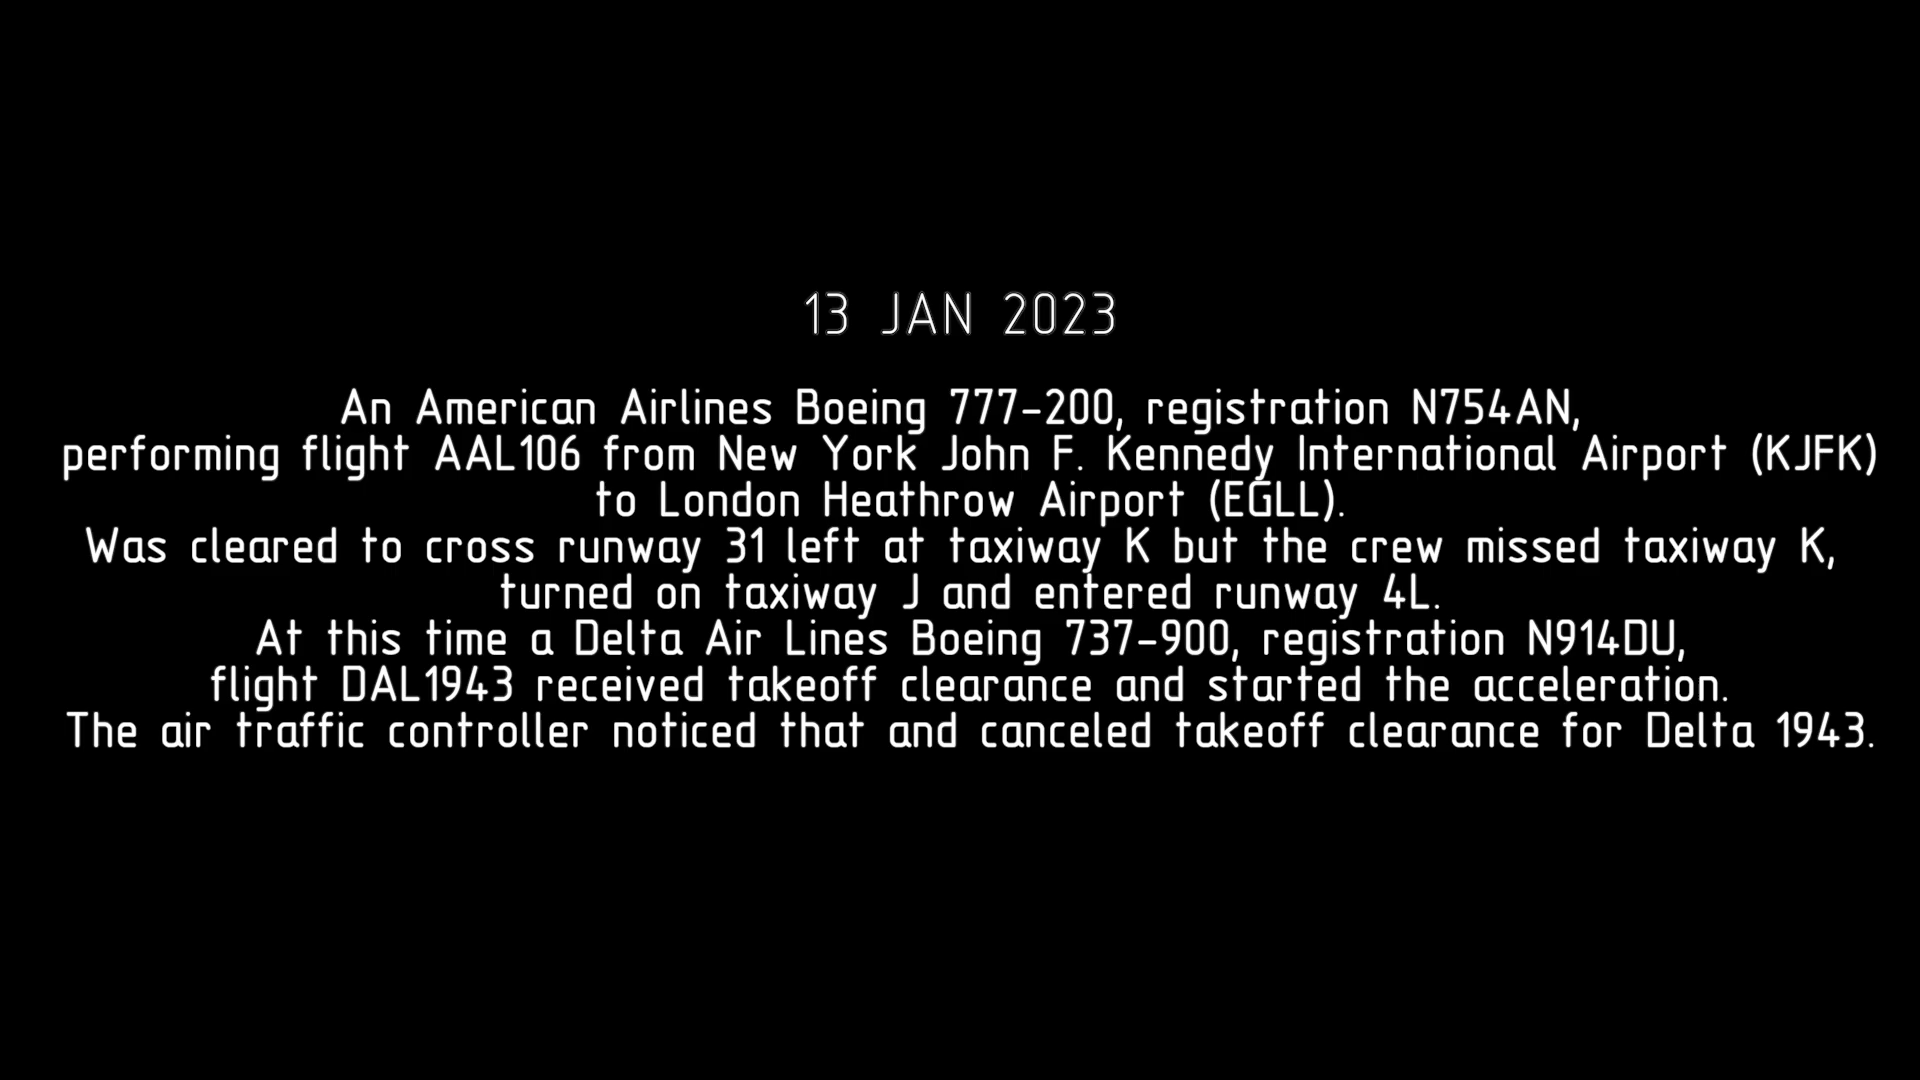 13 JAN 2023
An American Airlines Boeing 777-200, registration N754AN,
performing flight AAL106 from New York John F. Kennedy International Airport (KJFK)
to London Heathrow Airport (EGLL).
Was cleared to cross runway 31 left at taxiway K but the crew missed taxiway K,
turned on taxiway J and entered runway 4L.
At this time a Delta Air Lines Boeing 737-900, registration N914DU,
flight DAL1943 received takeoff clearance and started the acceleration.
The air traffic controller noticed that and canceled takeoff clearance for Delta 1943.